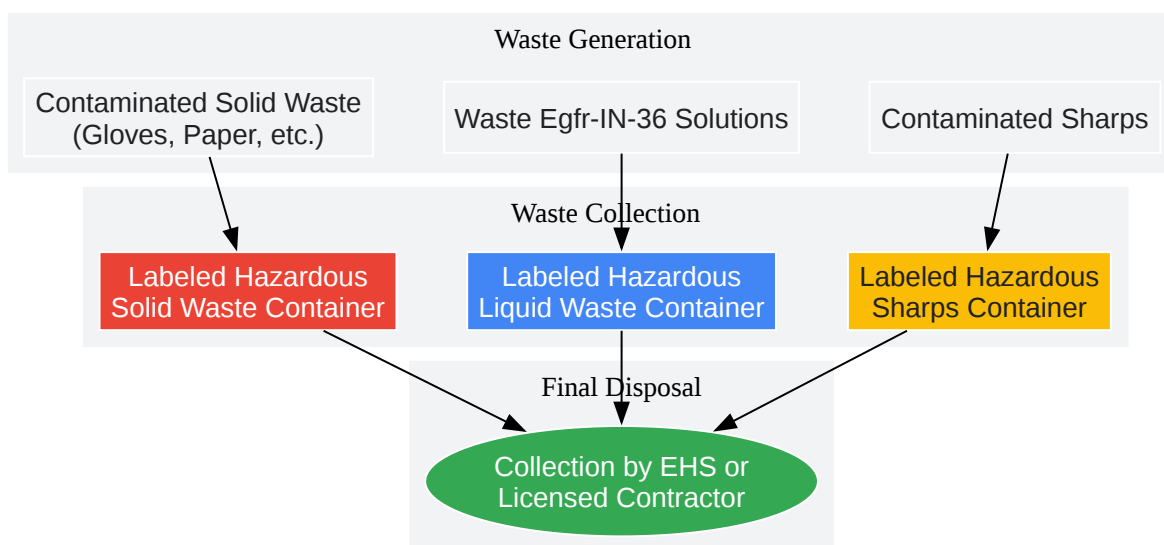 Waste Generation
Contaminated Solid Waste
(Gloves, Paper, etc.)
Waste Egfr-IN-36 Solutions
Contaminated Sharps
Waste Collection
Labeled Hazardous
Solid Waste Container
Labeled Hazardous
Liquid Waste Container
Labeled Hazardous
Sharps Container
Final Disposal
Collection by EHS or
Licensed Contractor